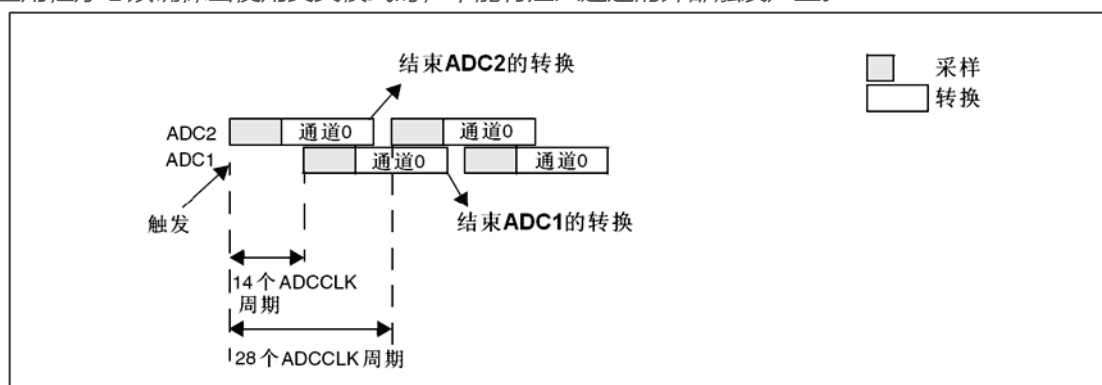 结束ADC2的转换
采样
转换
ADC2
通道0
通道0
ADC1
通道0
通道0
触发
结束ADC1的转换
14个ADCCLK
周期
28个ADCCLK周期